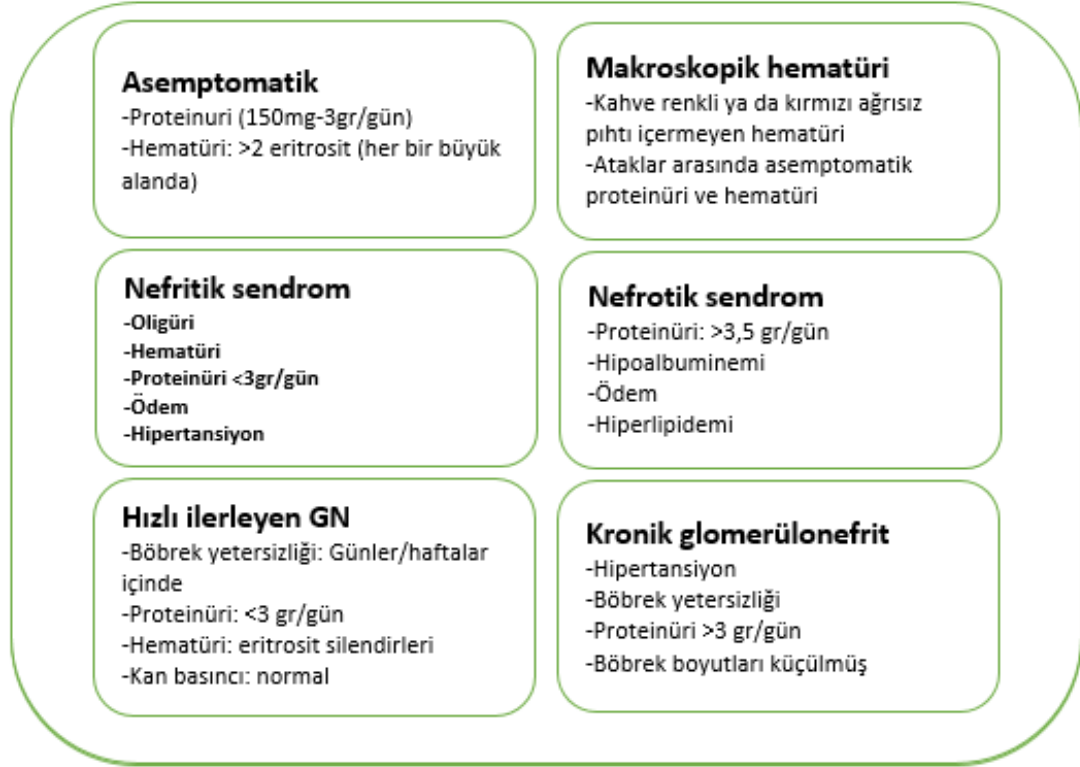 Asemptomatik
-Proteinuri (150mg-3gr/gün)
-Hematüri: >2 eritrosit (her bir büyük
alanda)
Makroskopik hematüri
-Kahve renkli ya da kırmızı ağrısız
pıhtı içermeyen hematüri
-Ataklar arasında asemptomatik
proteinüri ve hematüri
Nefritik sendrom
-Oligüri
-Hematüri
-Proteinüri <3gr/gün
-Ödem
-Hipertansiyon
Nefrotik sendrom
-Proteinüri: >3,5 gr/gün
-Hipoalbuminemi
-Ödem
-Hiperlipidemi
Hızlı ilerleyen GN
-Böbrek yetersizliği: Günler/haftalar
içinde
-Proteinüri: <3 gr/gün
-Hematüri: eritrosit silendirleri
-Kan basıncı: normal
Kronik glomerülonefrit
-Hipertansiyon
-Böbrek yetersizliği
-Proteinüri >3 gr/gün
-Böbrek boyutları küçülmüş